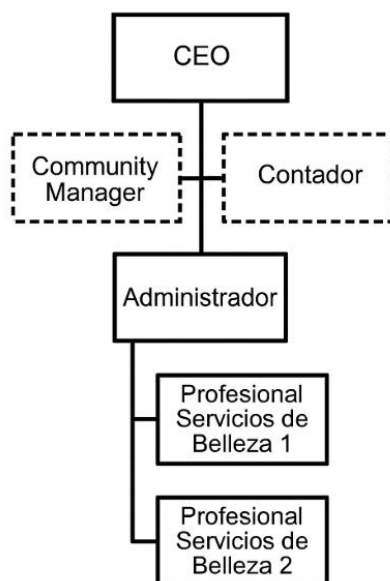 CEO
Community
Manager
Contador
Administrador
Profesional
Servicios de
Belleza 1
Profesional
Servicios de
Belleza 2